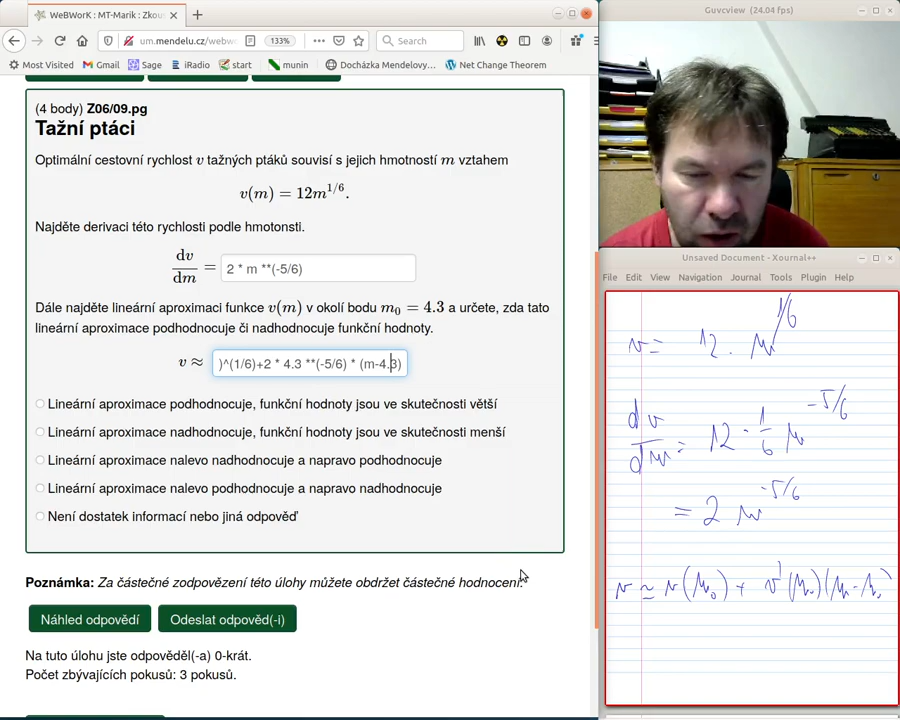 WeBWorK : MT-Marik : Zkou
Guvcview (24.04 fps)
um.mendelu.cz/webw
133%
Search
Most Visited
Gmail
Sage
iRadio
start
munin
Docházka Mendelovy...
Net Change Theorem
(4 body) Z06/09.pg
Tažní ptáci
Optimální cestovní rychlost v tažných ptáků souvisí s jejich hmotností m vztahem
v(m) = 12m^{1/6}.
Najděte derivaci této rychlosti podle hmotonsti.
dv/dm = 2 * m **(-5/6)
Dále najděte lineární aproximaci funkce v(m) v okolí bodu m₀ = 4.3 a určete, zda tato
lineární aproximace podhodnocuje či nadhodnocuje funkční hodnoty.
v ≈ )^(1/6)+2 * 4.3 **(-5/6) * (m-4.3)
Lineární aproximace podhodnocuje, funkční hodnoty jsou ve skutečnosti větší
Lineární aproximace nadhodnocuje, funkční hodnoty jsou ve skutečnosti menší
Lineární aproximace nalevo nadhodnocuje a napravo podhodnocuje
Lineární aproximace nalevo podhodnocuje a napravo nadhodnocuje
Není dostatek informací nebo jiná odpověď
Poznámka: Za částečné zodpovězení této úlohy můžete obdržet částečné hodnocení.
Náhled odpovědí
Odeslat odpověd(-i)
Na tuto úlohu jste odpověděl(-a) 0-krát.
Počet zbývajících pokusů: 3 pokusů.
Unsaved Document - Xournal++
File Edit View Navigation Journal Tools Plugin Help
v = 12 . m^{1/6}
dv/dm = 12 · 1/6 m^{-5/6}
= 2 m^{-5/6}
v ≈ v(m₀) + v'(m₀)(m - m₀)